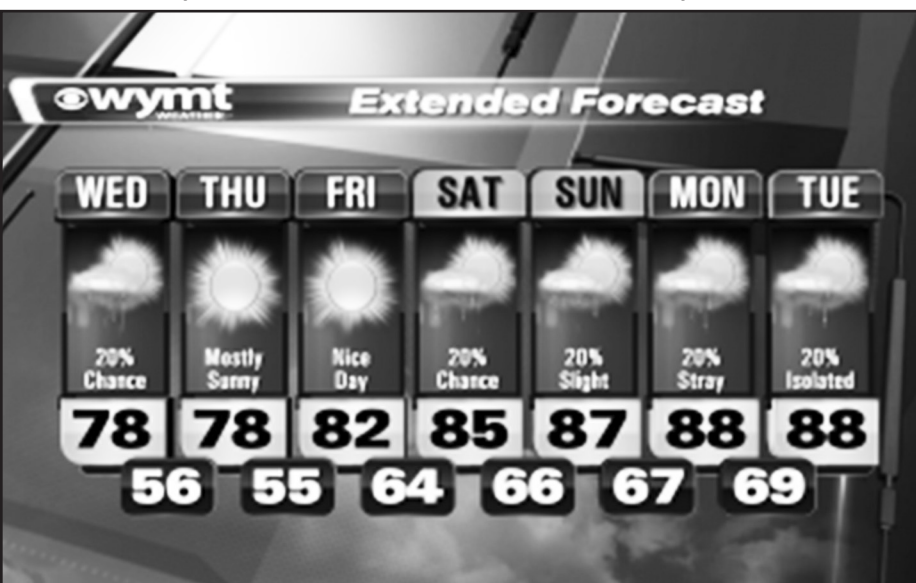 wymt Extended Forecast
WEATHER
WED THU FRI SAT SUN MON TUE
20% Mostly Nice 20% 20% 20% 20%
Chance Sunny Day Chance Slight Stray Isolated
78 78 82 85 87 88 88
56 55 64 66 67 69